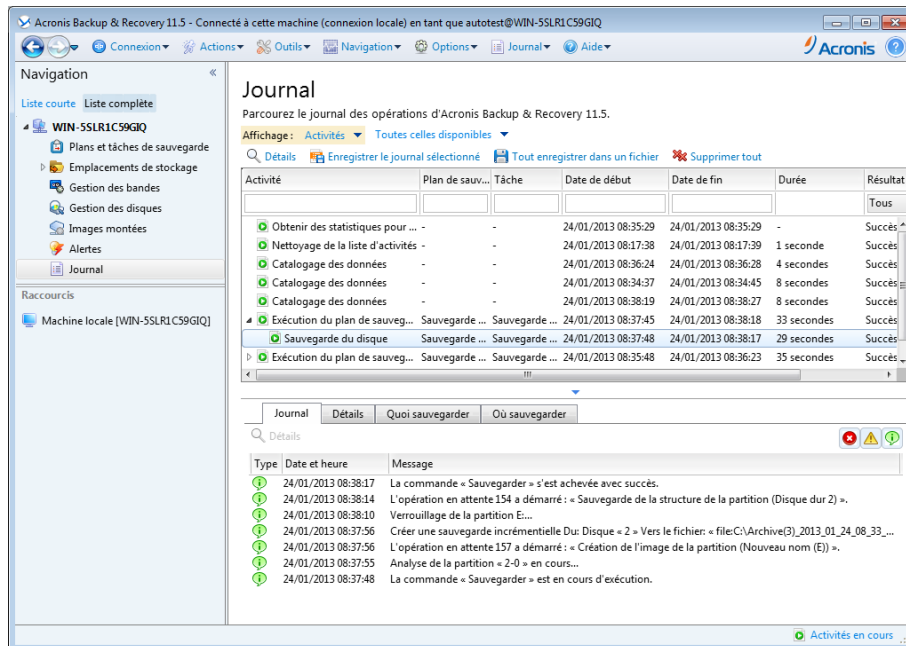 Acronis Backup & Recovery 11.5 - Connecté à cette machine (connexion locale) en tant que autotest@WIN-5SLR1C59GIQ
Connexion Actions Outils Navigation Options Journal Aide Acronis
Navigation
Liste courte Liste complète
WIN-5SLR1C59GIQ
Plans et tâches de sauvegarde
Emplacements de stockage
Gestion des bandes
Gestion des disques
Images montées
Alertes
Journal
Raccourcis
Machine locale [WIN-5SLR1C59GIQ]
Journal
Parcourez le journal des opérations d'Acronis Backup & Recovery 11.5.
Affichage : Activités Toutes celles disponibles
Détails Enregistrer le journal sélectionné Tout enregistrer dans un fichier Supprimer tout
Activité Plan de sauv... Tâche Date de début Date de fin Durée Résultat
Tous
Obtenir des statistiques pour ... - - 24/01/2013 08:35:29 24/01/2013 08:35:29 - Succès
Nettoyage de la liste d'activités - - 24/01/2013 08:17:38 24/01/2013 08:17:39 1 seconde Succès
Catalogage des données - - 24/01/2013 08:36:24 24/01/2013 08:36:28 4 secondes Succès
Catalogage des données - - 24/01/2013 08:34:37 24/01/2013 08:34:45 8 secondes Succès
Catalogage des données - - 24/01/2013 08:38:19 24/01/2013 08:38:27 8 secondes Succès
Exécution du plan de sauveg... Sauvegarde ... Sauvegarde ... 24/01/2013 08:37:45 24/01/2013 08:38:18 33 secondes Succès
Sauvegarde du disque Sauvegarde ... Sauvegarde ... 24/01/2013 08:37:48 24/01/2013 08:38:17 29 secondes Succès
Exécution du plan de sauveg... Sauvegarde ... Sauvegarde ... 24/01/2013 08:35:48 24/01/2013 08:36:23 35 secondes Succès
Journal Détails Quoi sauvegarder Où sauvegarder
Détails
Type Date et heure Message
24/01/2013 08:38:17 La commande « Sauvegarder » s'est achevée avec succès.
24/01/2013 08:38:14 L'opération en attente 154 a démarré : « Sauvegarde de la structure de la partition (Disque dur 2) ».
24/01/2013 08:38:10 Verrouillage de la partition E:...
24/01/2013 08:37:56 Créer une sauvegarde incrémentielle Du: Disque « 2 » Vers le fichier: « file:C:\Archive(3)_2013_01_24_08_33_...
24/01/2013 08:37:56 L'opération en attente 157 a démarré : « Création de l'image de la partition (Nouveau nom (E)) ».
24/01/2013 08:37:55 Analyse de la partition « 2-0 » en cours...
24/01/2013 08:37:48 La commande « Sauvegarder » est en cours d'exécution.
Activités en cours